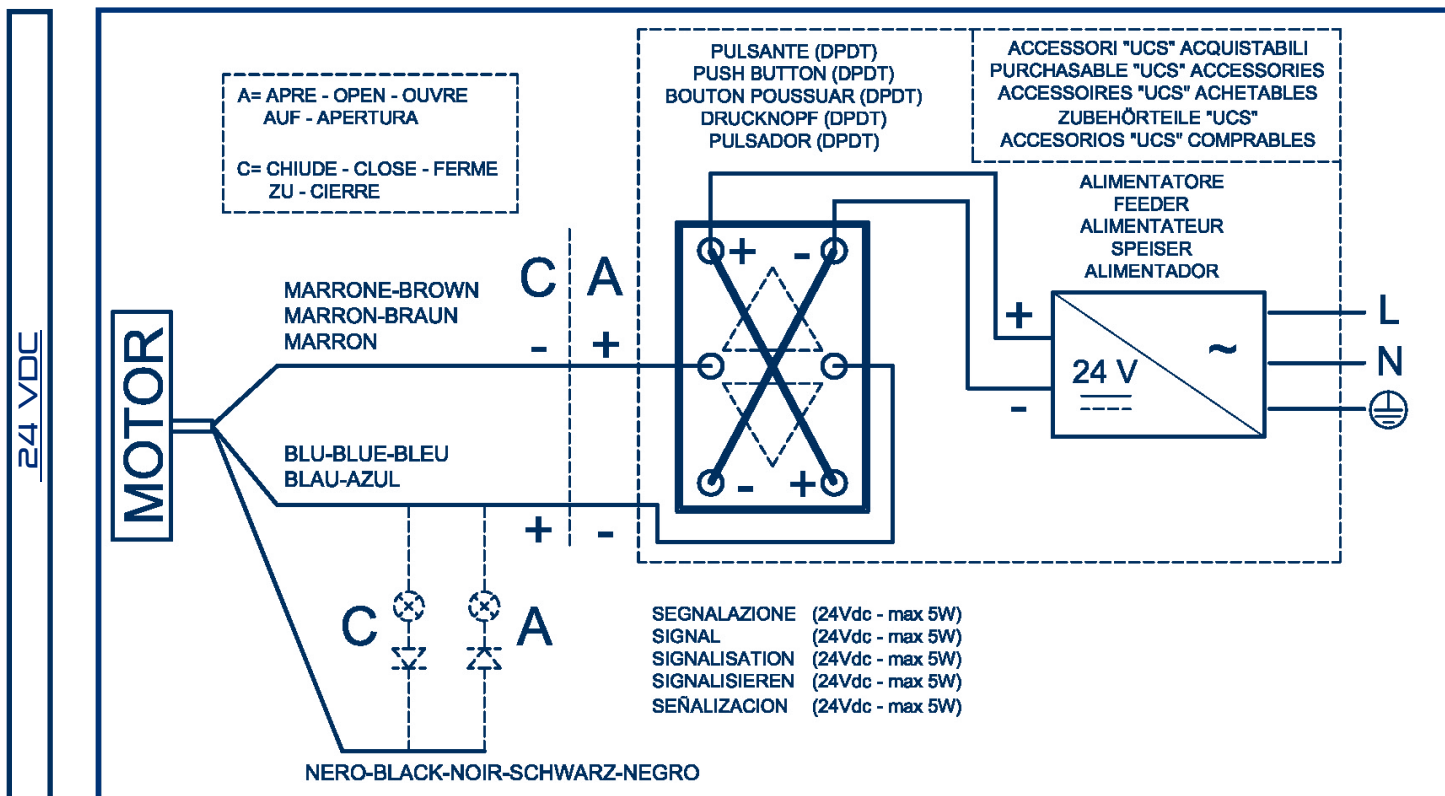 24 VDC
A= APRE - OPEN - OUVRE
AUF - APERTURA
C= CHIUDE - CLOSE - FERME
ZU - CIERRE
PULSANTE (DPDT)
PUSH BUTTON (DPDT)
BOUTON POUSSUAR (DPDT)
DRUCKNOPF (DPDT)
PULSADOR (DPDT)
ACCESSORI "UCS" ACQUISTABILI
PURCHASABLE "UCS" ACCESSORIES
ACCESSOIRES "UCS" ACHETABLES
ZUBEHÖRTEILE "UCS"
ACCESORIOS "UCS" COMPRABLES
ALIMENTATORE
FEEDER
ALIMENTATEUR
SPEISER
ALIMENTADOR
MOTOR
MARRONE-BROWN
MARRON-BRAUN
MARRON
C A
- +
+ -
- +
+
-
24 V
~
L
N
BLU-BLUE-BLEU
BLAU-AZUL
+ -
C A
SEGNALAZIONE (24Vdc - max 5W)
SIGNAL (24Vdc - max 5W)
SIGNALISATION (24Vdc - max 5W)
SIGNALISIEREN (24Vdc - max 5W)
SEÑALIZACION (24Vdc - max 5W)
NERO-BLACK-NOIR-SCHWARZ-NEGRO